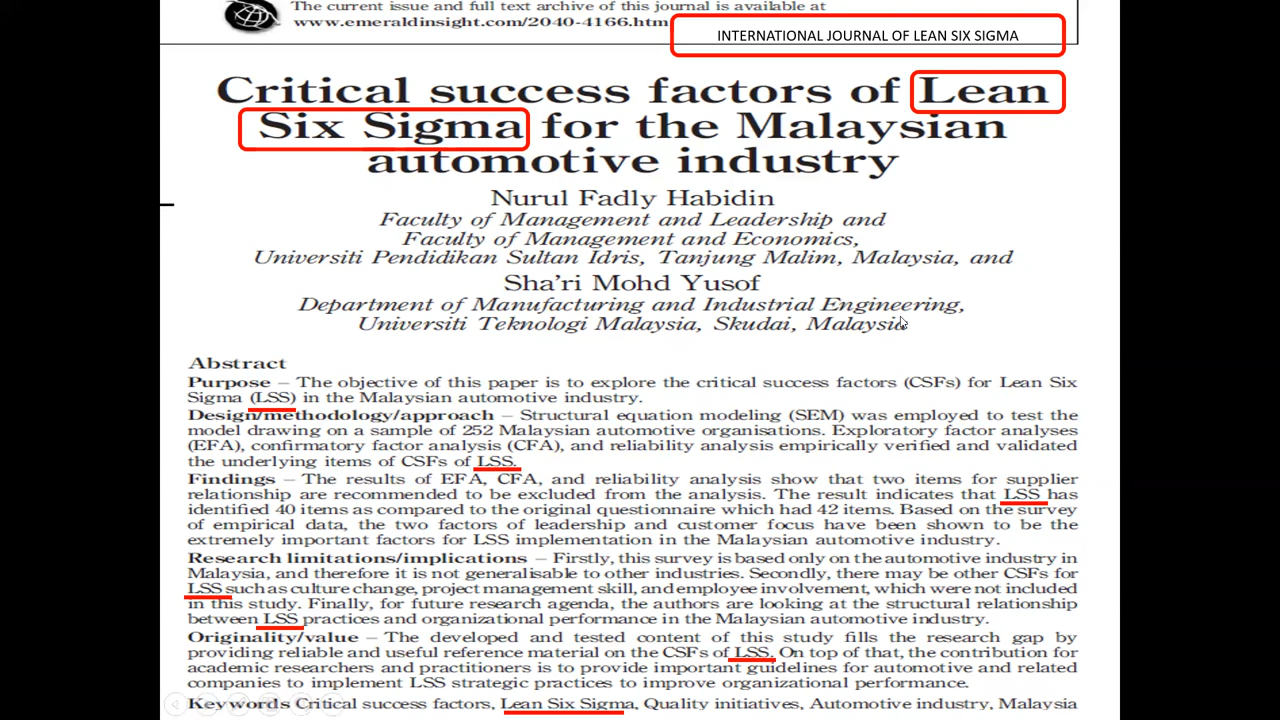 The current issue and full text archive of this journal is available at
www.emeraldinsight.com/2040-4166.htm
INTERNATIONAL JOURNAL OF LEAN SIX SIGMA
Critical success factors of Lean
Six Sigma for the Malaysian
automotive industry
Nurul Fadly Habidin
Faculty of Management and Leadership and
Faculty of Management and Economics,
Universiti Pendidikan Sultan Idris, Tanjung Malim, Malaysia, and
Sha'ri Mohd Yusof
Department of Manufacturing and Industrial Engineering,
Universiti Teknologi Malaysia, Skudai, Malaysia
Abstract
Purpose – The objective of this paper is to explore the critical success factors (CSFs) for Lean Six
Sigma (LSS) in the Malaysian automotive industry.
Design/methodology/approach – Structural equation modeling (SEM) was employed to test the
model drawing on a sample of 252 Malaysian automotive organisations. Exploratory factor analyses
(EFA), confirmatory factor analysis (CFA), and reliability analysis empirically verified and validated
the underlying items of CSFs of LSS.
Findings – The results of EFA, CFA, and reliability analysis show that two items for supplier
relationship are recommended to be excluded from the analysis. The result indicates that LSS has
identified 40 items as compared to the original questionnaire which had 42 items. Based on the survey
of empirical data, the two factors of leadership and customer focus have been shown to be the
extremely important factors for LSS implementation in the Malaysian automotive industry.
Research limitations/implications – Firstly, this survey is based only on the automotive industry in
Malaysia, and therefore it is not generalisable to other industries. Secondly, there may be other CSFs for
LSS such as culture change, project management skill, and employee involvement, which were not included
in this study. Finally, for future research agenda, the authors are looking at the structural relationship
between LSS practices and organizational performance in the Malaysian automotive industry.
Originality/value – The developed and tested content of this study fills the research gap by
providing reliable and useful reference material on the CSFs of LSS. On top of that, the contribution for
academic researchers and practitioners is to provide important guidelines for automotive and related
companies to implement LSS strategic practices to improve organizational performance.
Keywords Critical success factors, Lean Six Sigma, Quality initiatives, Automotive industry, Malaysia